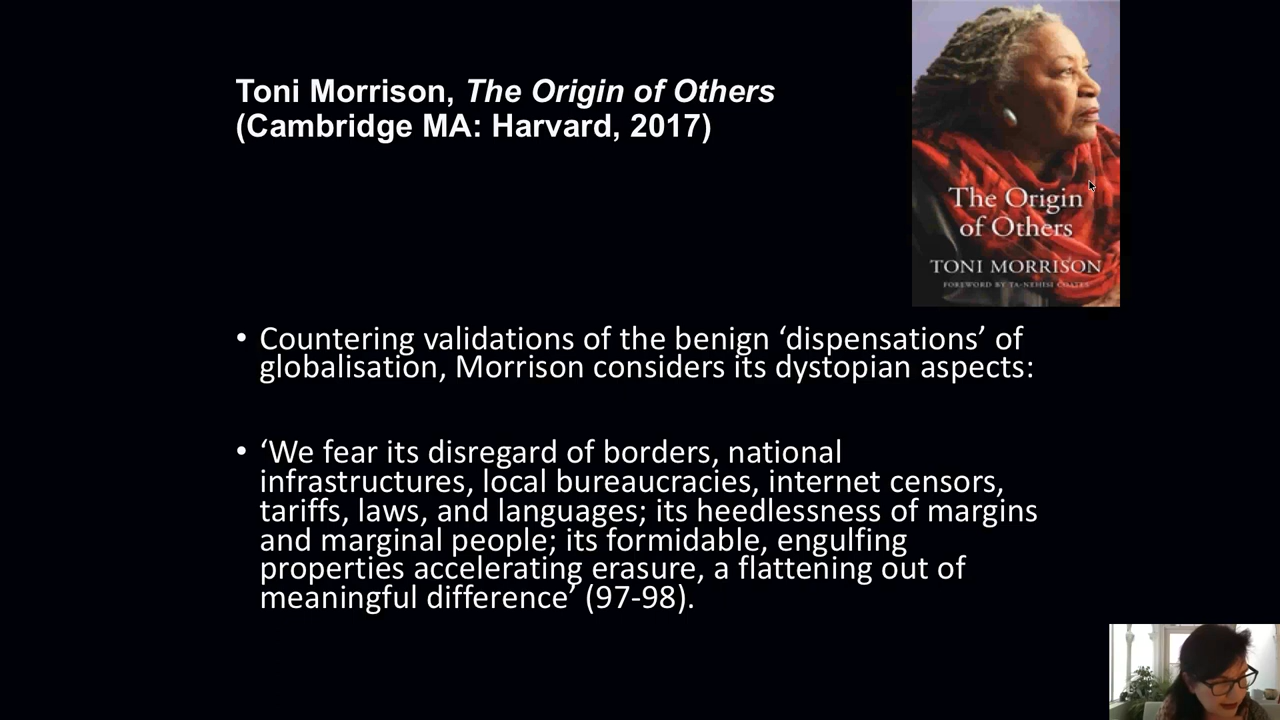 Toni Morrison, The Origin of Others
(Cambridge MA: Harvard, 2017)
The Origin
of Others
TONI MORRISON
FOREWORD BY TA-NEHISI COATES
• Countering validations of the benign ‘dispensations’ of
globalisation, Morrison considers its dystopian aspects:
• ‘We fear its disregard of borders, national
infrastructures, local bureaucracies, internet censors,
tariffs, laws, and languages; its heedlessness of margins
and marginal people; its formidable, engulfing
properties accelerating erasure, a flattening out of
meaningful difference’ (97-98).